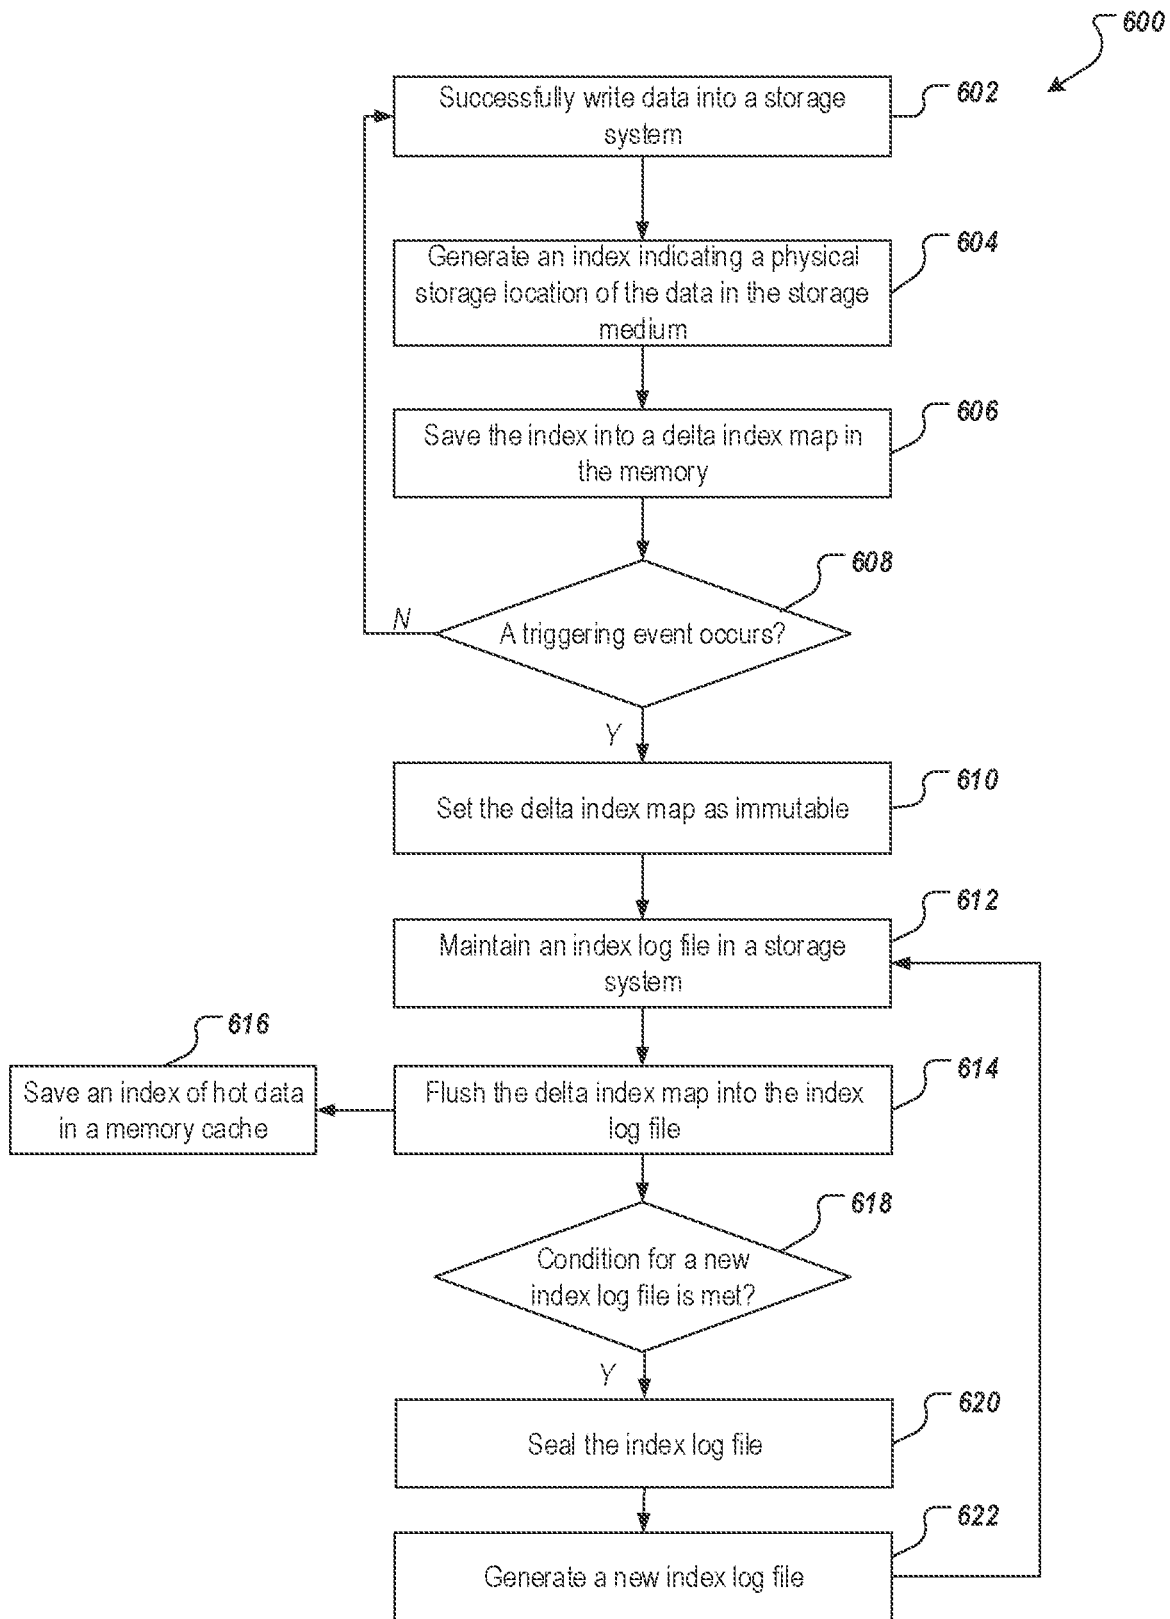 600
Successfully write data into a storage
system
602
Generate an index indicating a physical
storage location of the data in the storage
medium
604
Save the index into a delta index map in
the memory
606
A triggering event occurs?
608
N
Y
Set the delta index map as immutable
610
Maintain an index log file in a storage
system
612
Save an index of hot data
in a memory cache
616
Flush the delta index map into the index
log file
614
Condition for a new
index log file is met?
618
Y
Seal the index log file
620
Generate a new index log file
622